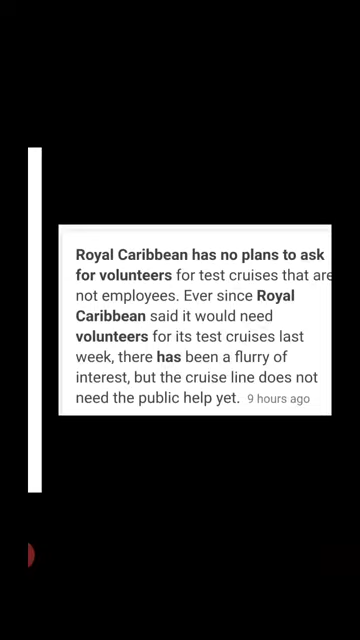 Royal Caribbean has no plans to ask
for volunteers for test cruises that are
not employees. Ever since Royal
Caribbean said it would need
volunteers for its test cruises last
week, there has been a flurry of
interest, but the cruise line does not
need the public help yet. 9 hours ago